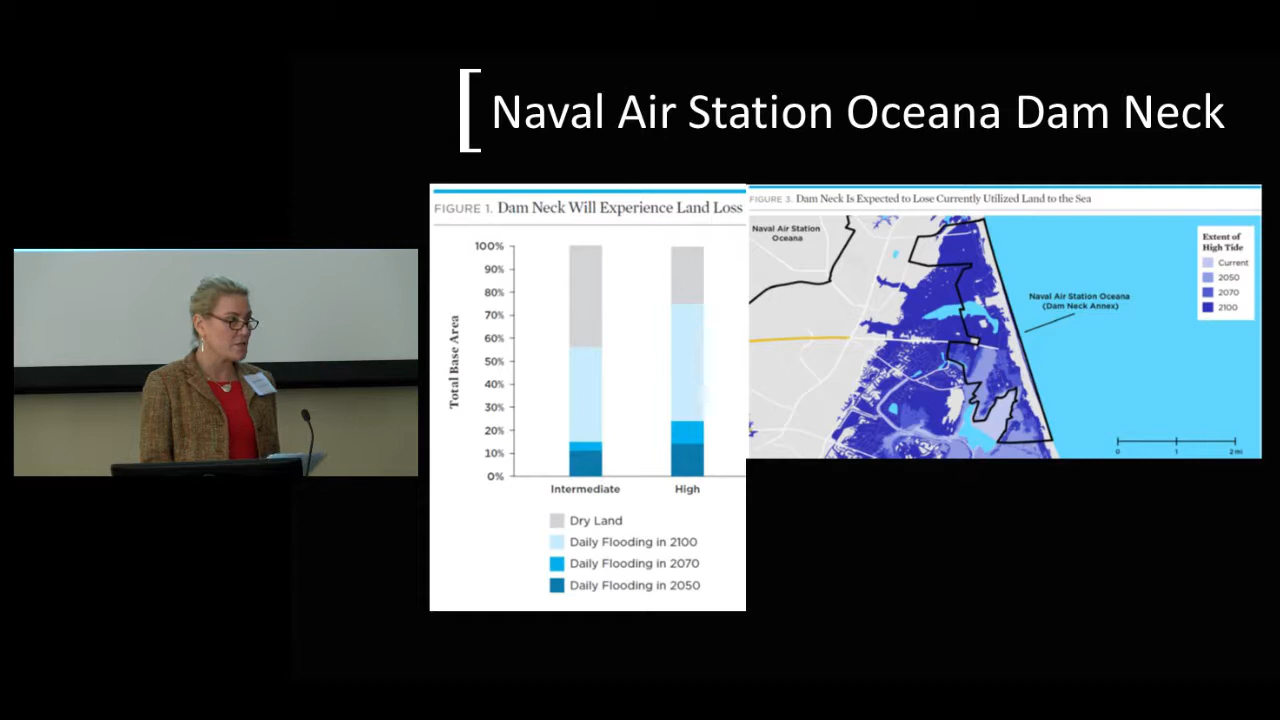 Naval Air Station Oceana Dam Neck
FIGURE 1. Dam Neck Will Experience Land Loss
100%
90%
80%
70%
60%
50%
40%
30%
20%
10%
0%
Total Base Area
Intermediate
High
Dry Land
Daily Flooding in 2100
Daily Flooding in 2070
Daily Flooding in 2050
FIGURE 3. Dam Neck Is Expected to Lose Currently Utilized Land to the Sea
Naval Air Station
Oceana
Naval Air Station Oceana
(Dam Neck Annex)
Extent of
High Tide
Current
2050
2070
2100
0 1 2 mi